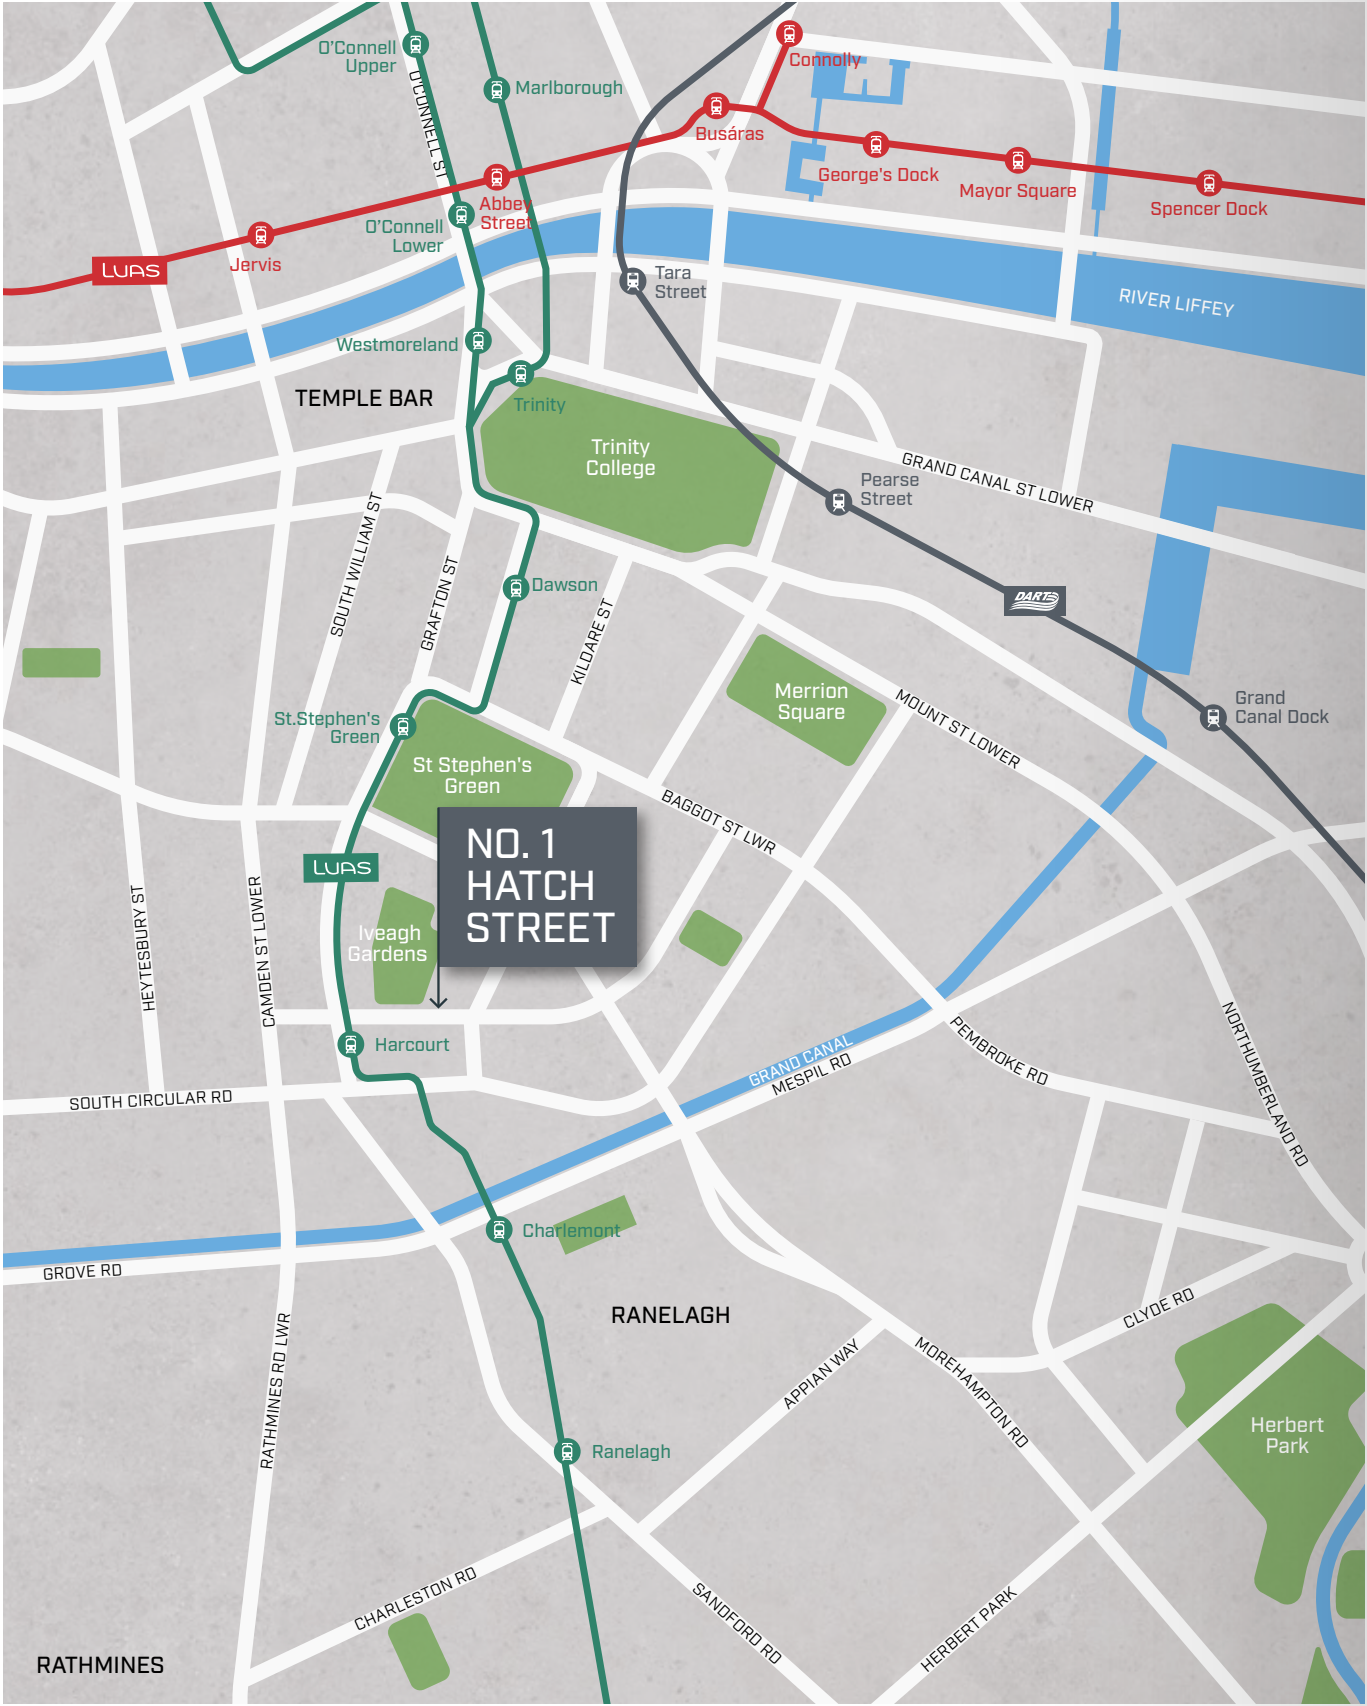 O'Connell
Upper
O'CONNELL ST
Marlborough
Connolly
Busáras
George's Dock
Mayor Square
Spencer Dock
Abbey
Street
O'Connell
Lower
Jervis
LUAS
Tara
Street
RIVER LIFFEY
Westmoreland
TEMPLE BAR
Trinity
Trinity
College
Pearse
Street
GRAND CANAL ST LOWER
SOUTH WILLIAM ST
GRAFTON ST
Dawson
KILDARE ST
DART
Merrion
Square
MOUNT ST LOWER
Grand
Canal Dock
St.Stephen's
Green
St Stephen's
Green
BAGGOT ST LWR
NO. 1
HATCH
STREET
LUAS
HEYTESBURY ST
CAMDEN ST LOWER
Iveagh
Gardens
Harcourt
GRAND CANAL
MESPIL RD
PEMBROKE RD
NORTHUMBERLAND RD
SOUTH CIRCULAR RD
Charlemont
GROVE RD
RANELAGH
CLYDE RD
RATHMINES RD LWR
APPIAN WAY
MOREHAMPTON RD
Herbert
Park
Ranelagh
CHARLESTON RD
SANDFORD RD
HERBERT PARK
RATHMINES